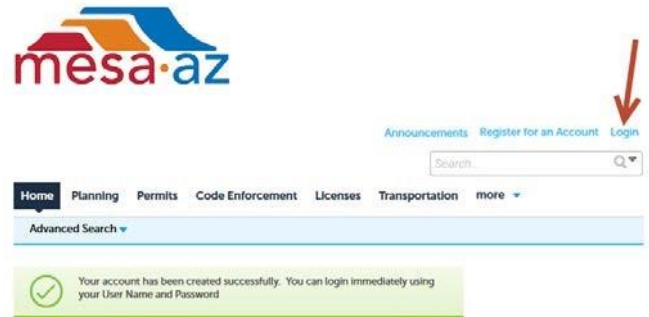 mesa·az
Announcements Register for an Account Login
Search...
Home Planning Permits Code Enforcement Licenses Transportation more
Advanced Search
Your account has been created successfully. You can login immediately using
your User Name and Password